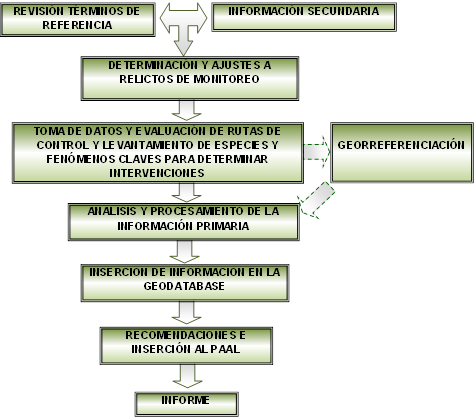 REVISION TÉRMINOS DE
REFERENCIA
INFORMACION SECUNDARIA
DETERMINACIÓN Y AJUSTES A
RELICTOS DE MONITOREO
TOMA DE DATOS Y EVALUACIÓN DE RUTAS DE
CONTROL Y LEVANTAMIENTO DE ESPECIES Y
FENÓMENOS CLAVES PARA DETERMINAR
INTERVENCIONES
GEORREFERENCIACIÓN
ANALISIS Y PROCESAMIENTO DE LA
INFORMACIÓN PRIMARIA
INSERCION DE INFORMACION EN LA
GEODATABASE
RECOMENDACIONES E
INSERCIÓN AL PAAL
INFORME